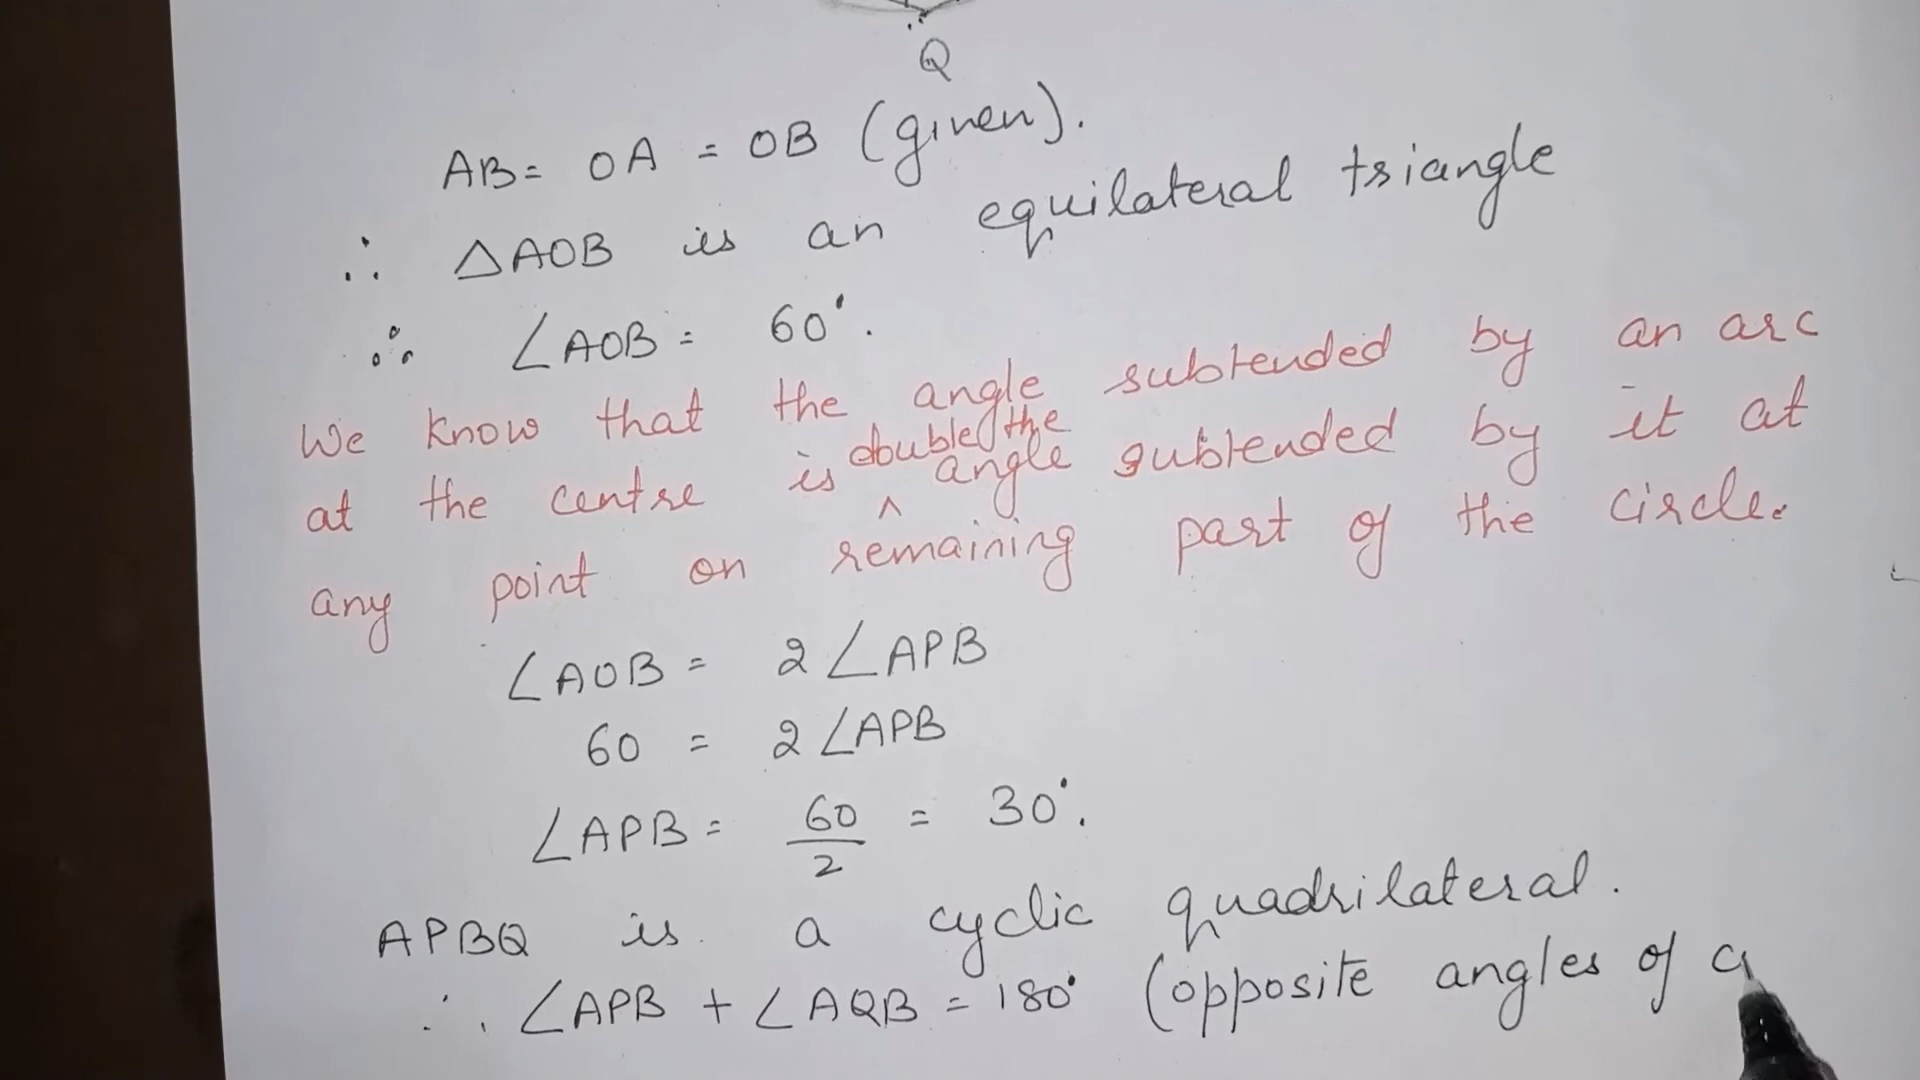 Q
AB = OA = OB (given).
∴ △AOB is an equilateral triangle
∴ ∠AOB = 60°.
We know that the angle subtended by an arc
at the centre is double the angle subtended by it at
any point on remaining part of the circle.
∠AOB = 2∠APB
60 = 2∠APB
∠APB = 60/2 = 30°.
APBQ is a cyclic quadrilateral.
∴ ∠APB + ∠AQB = 180° (opposite angles of